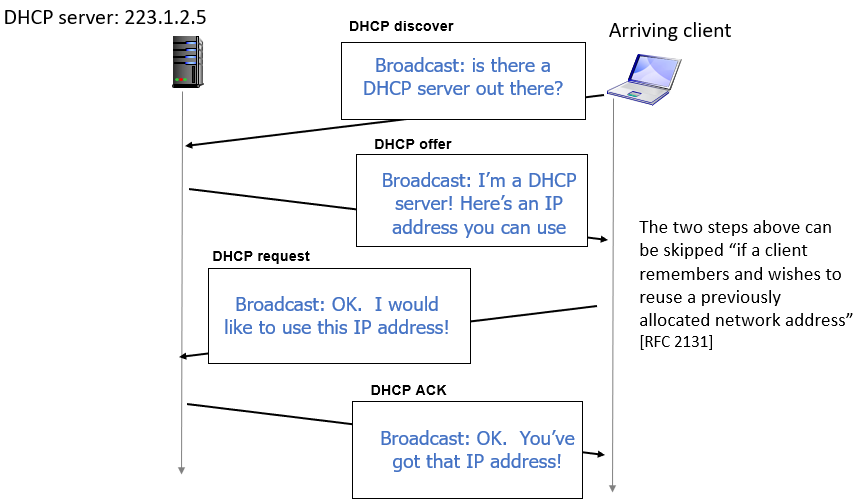 DHCP server: 223.1.2.5
DHCP discover
Arriving client
Broadcast: is there a
DHCP server out there?
DHCP offer
Broadcast: I’m a DHCP
server! Here’s an IP
address you can use
The two steps above can
be skipped “if a client
remembers and wishes to
reuse a previously
allocated network address”
[RFC 2131]
DHCP request
Broadcast: OK.  I would
like to use this IP address!
DHCP ACK
Broadcast: OK.  You’ve
got that IP address!